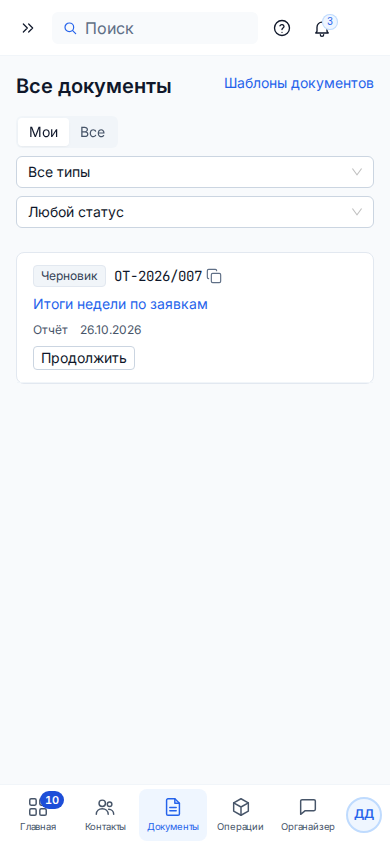 Поиск
3
Все документы
Шаблоны документов
Мои
Все
Все типы
Любой статус
Черновик
ОТ-2026/007
Итоги недели по заявкам
Отчёт
26.10.2026
Продолжить
10
Главная
Контакты
Документы
Операции
Органайзер
ДД